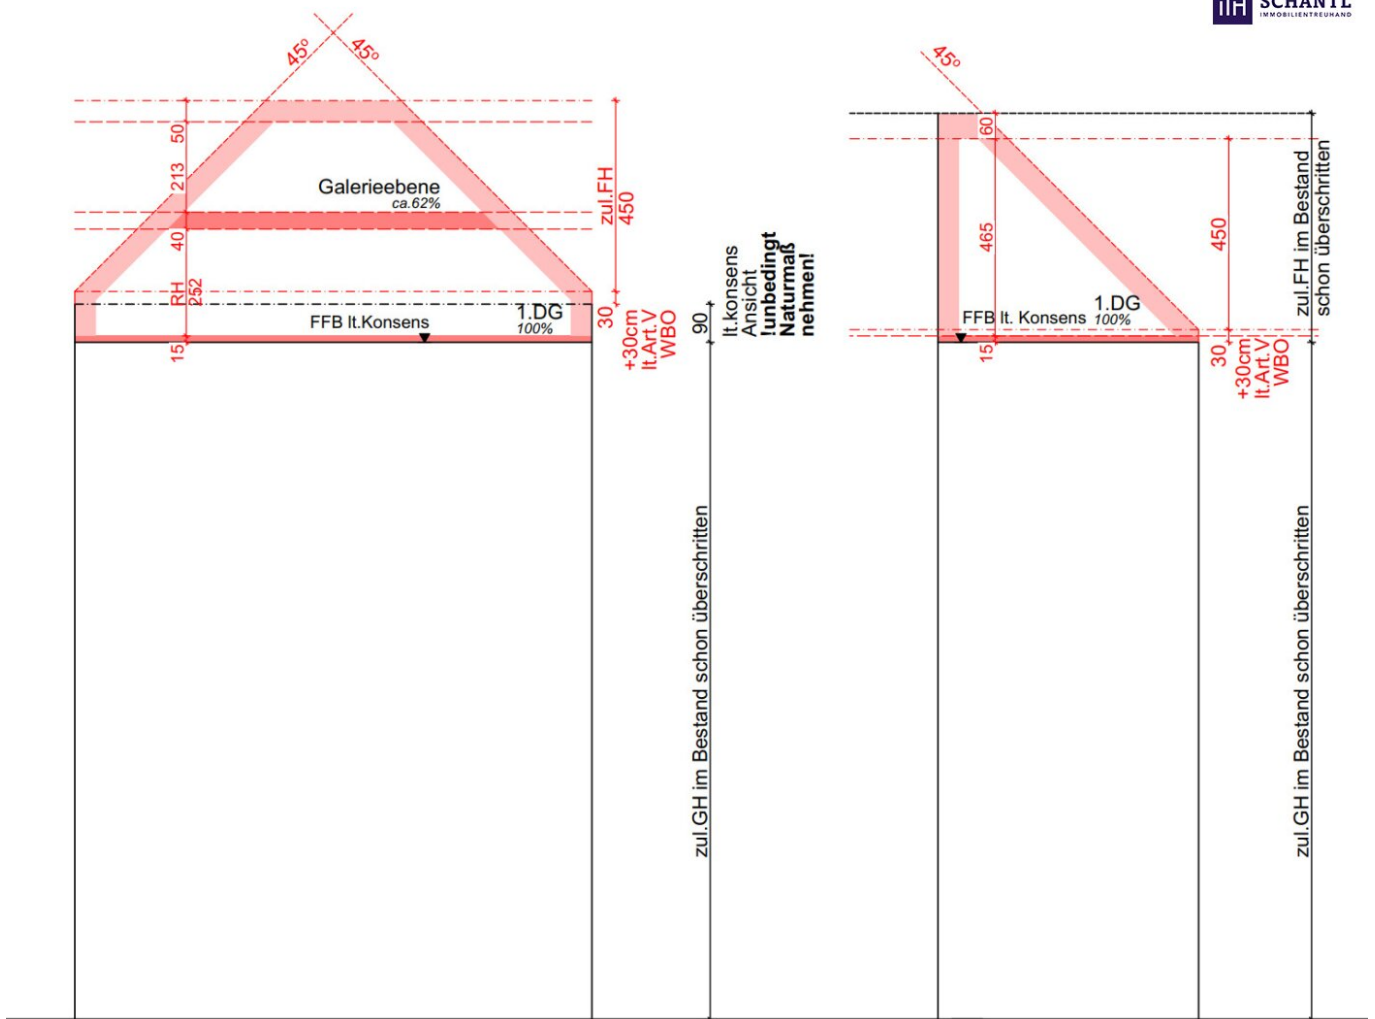 SCHANTL
IMMOBILIENTREUHAND
45°
45°
50
213
40
RH
252
15
Galerieebene
ca.62%
1.DG
100%
FFB lt.Konsens
zul.FH
450
30
+30cm
lt.Art.V
WBO
90
lt.konsens
Ansicht
!unbedingt
Naturmaß
nehmen!
zul.GH im Bestand schon überschritten
45°
60
465
15
1.DG
FFB lt. Konsens 100%
450
30
+30cm
lt.Art.V
WBO
zul.FH im Bestand
schon überschritten
zul.GH im Bestand schon überschritten